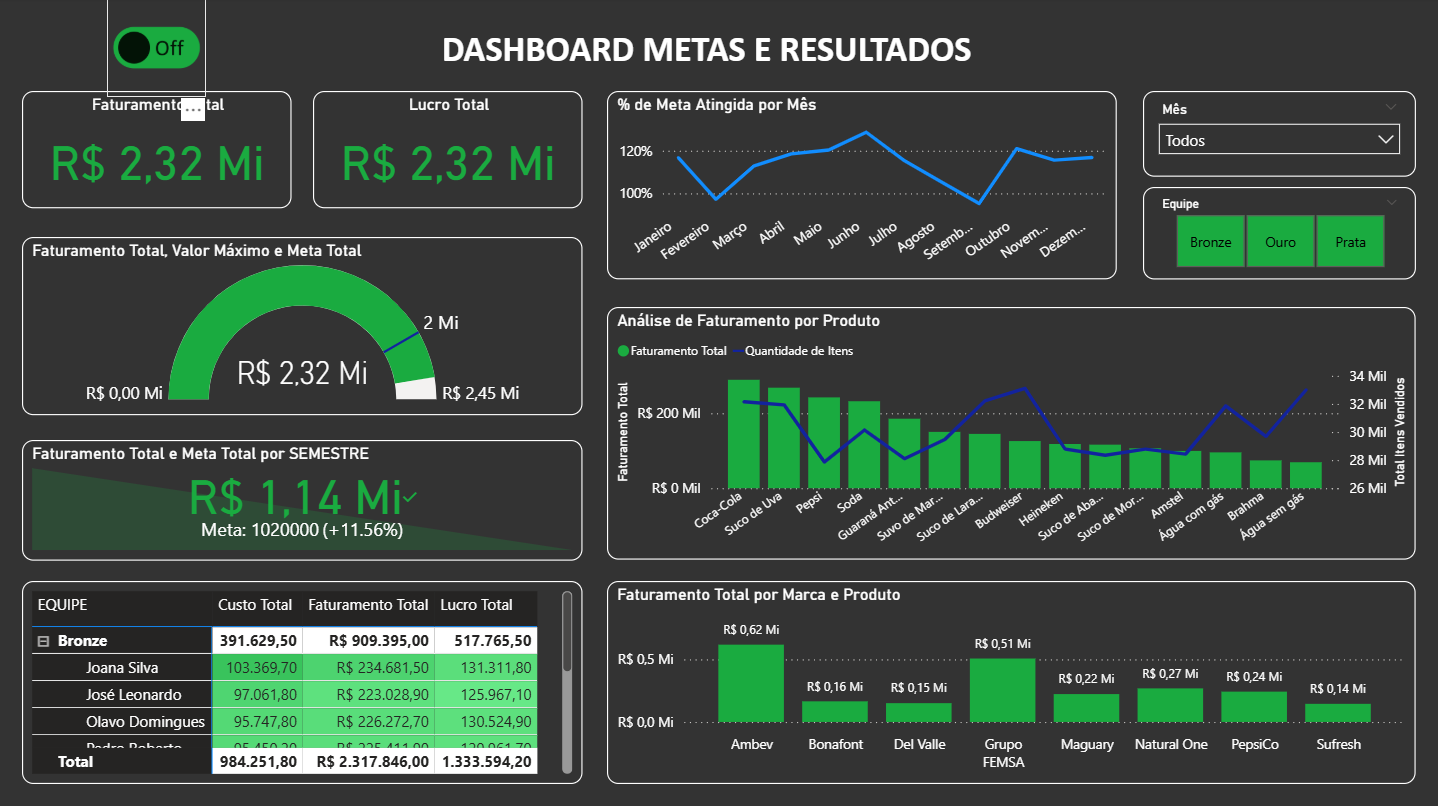 Off
DASHBOARD METAS E RESULTADOS
...
R$ 2,32 Mi
Lucro Total
R$ 2,32 Mi
% de Meta Atingida por Mês
120%
100%
Janeiro
Fevereiro
Março
Abril
Maio
Junho
Julho
Agosto
Setemb...
Outubro
Novem...
Dezem...
Mês
Todos
Equipe
Bronze Ouro Prata
Faturamento Total, Valor Máximo e Meta Total
2 Mi
R$ 2,32 Mi
R$ 0,00 Mi
R$ 2,45 Mi
Análise de Faturamento por Produto
Faturamento Total Quantidade de Itens
Faturamento Total
R$ 200 Mil
R$ 0 Mil
34 Mil
32 Mil
30 Mil
28 Mil
26 Mil
Total Itens Vendidos
Coca-Cola
Suco de Uva
Pepsi
Soda
Guaraná Ant...
Suvo de Mar...
Suco de Lara...
Budweiser
Heineken
Suco de Aba...
Suco de Mor...
Amstel
Água com gás
Brahma
Água sem gás
Faturamento Total e Meta Total por SEMESTRE
R$ 1,14 Mi
Meta: 1020000 (+11.56%)
EQUIPE Custo Total Faturamento Total Lucro Total
Bronze 391.629,50 R$ 909.395,00 517.765,50
Joana Silva 103.369,70 R$ 234.681,50 131.311,80
José Leonardo 97.061,80 R$ 223.028,90 125.967,10
Olavo Domingues 95.747,80 R$ 226.272,70 130.524,90
Total 984.251,80 R$ 2.317.846,00 1.333.594,20
Faturamento Total por Marca e Produto
R$ 0,5 Mi
R$ 0,0 Mi
R$ 0,62 Mi
R$ 0,16 Mi
R$ 0,15 Mi
R$ 0,51 Mi
R$ 0,22 Mi
R$ 0,27 Mi
R$ 0,24 Mi
R$ 0,14 Mi
Ambev
Bonafont
Del Valle
Grupo
FEMSA
Maguary
Natural One
PepsiCo
Sufresh